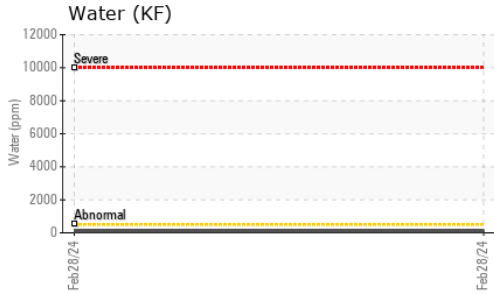 Water (KF)
12000
Severe
10000
8000
6000
4000
2000
Abnormal
0
Water (ppm)
Feb28/24
Feb28/24